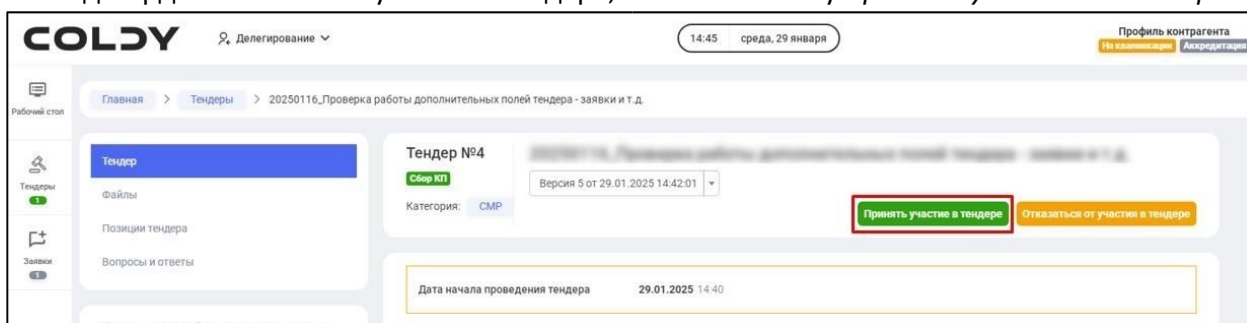 COLDY
Делегирование
14:45 среда, 29 января
Профиль контрагента
На квалификации Аккредитация
Рабочий стол
Главная > Тендеры > 20250116_Проверка работы дополнительных полей тендера - заявки и т.д.
Тендеры
1
Заявки
1
Тендер
Файлы
Позиции тендера
Вопросы и ответы
Тендер №4
Сбор КП
Версия 5 от 29.01.2025 14:42:01
Категория: СМР
Принять участие в тендере
Отказаться от участия в тендере
Дата начала проведения тендера 29.01.2025 14:40